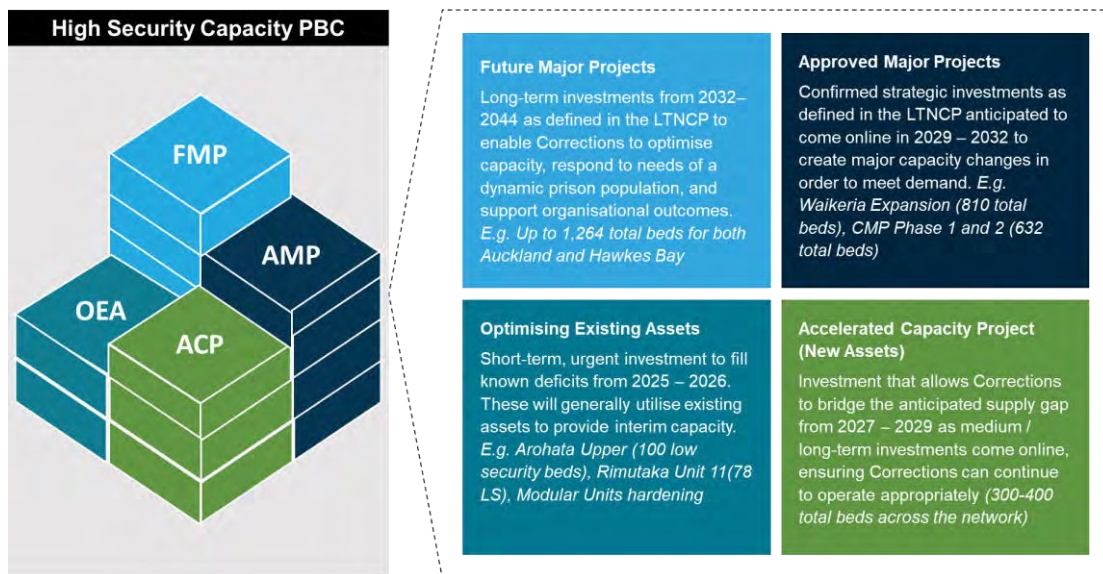 High Security Capacity PBC
FMP
AMP
OEA
ACP
Future Major Projects
Long-term investments from 2032–
2044 as defined in the LTNCP to
enable Corrections to optimise
capacity, respond to needs of a
dynamic prison population, and
support organisational outcomes.
E.g. Up to 1,264 total beds for both
Auckland and Hawkes Bay
Approved Major Projects
Confirmed strategic investments as
defined in the LTNCP anticipated to
come online in 2029 – 2032 to
create major capacity changes in
order to meet demand. E.g.
Waikeria Expansion (810 total
beds), CMP Phase 1 and 2 (632
total beds)
Optimising Existing Assets
Short-term, urgent investment to fill
known deficits from 2025 – 2026.
These will generally utilise existing
assets to provide interim capacity.
E.g. Arohata Upper (100 low
security beds), Rimutaka Unit 11(78
LS), Modular Units hardening
Accelerated Capacity Project
(New Assets)
Investment that allows Corrections
to bridge the anticipated supply gap
from 2027 – 2029 as medium /
long-term investments come online,
ensuring Corrections can continue
to operate appropriately (300-400
total beds across the network)